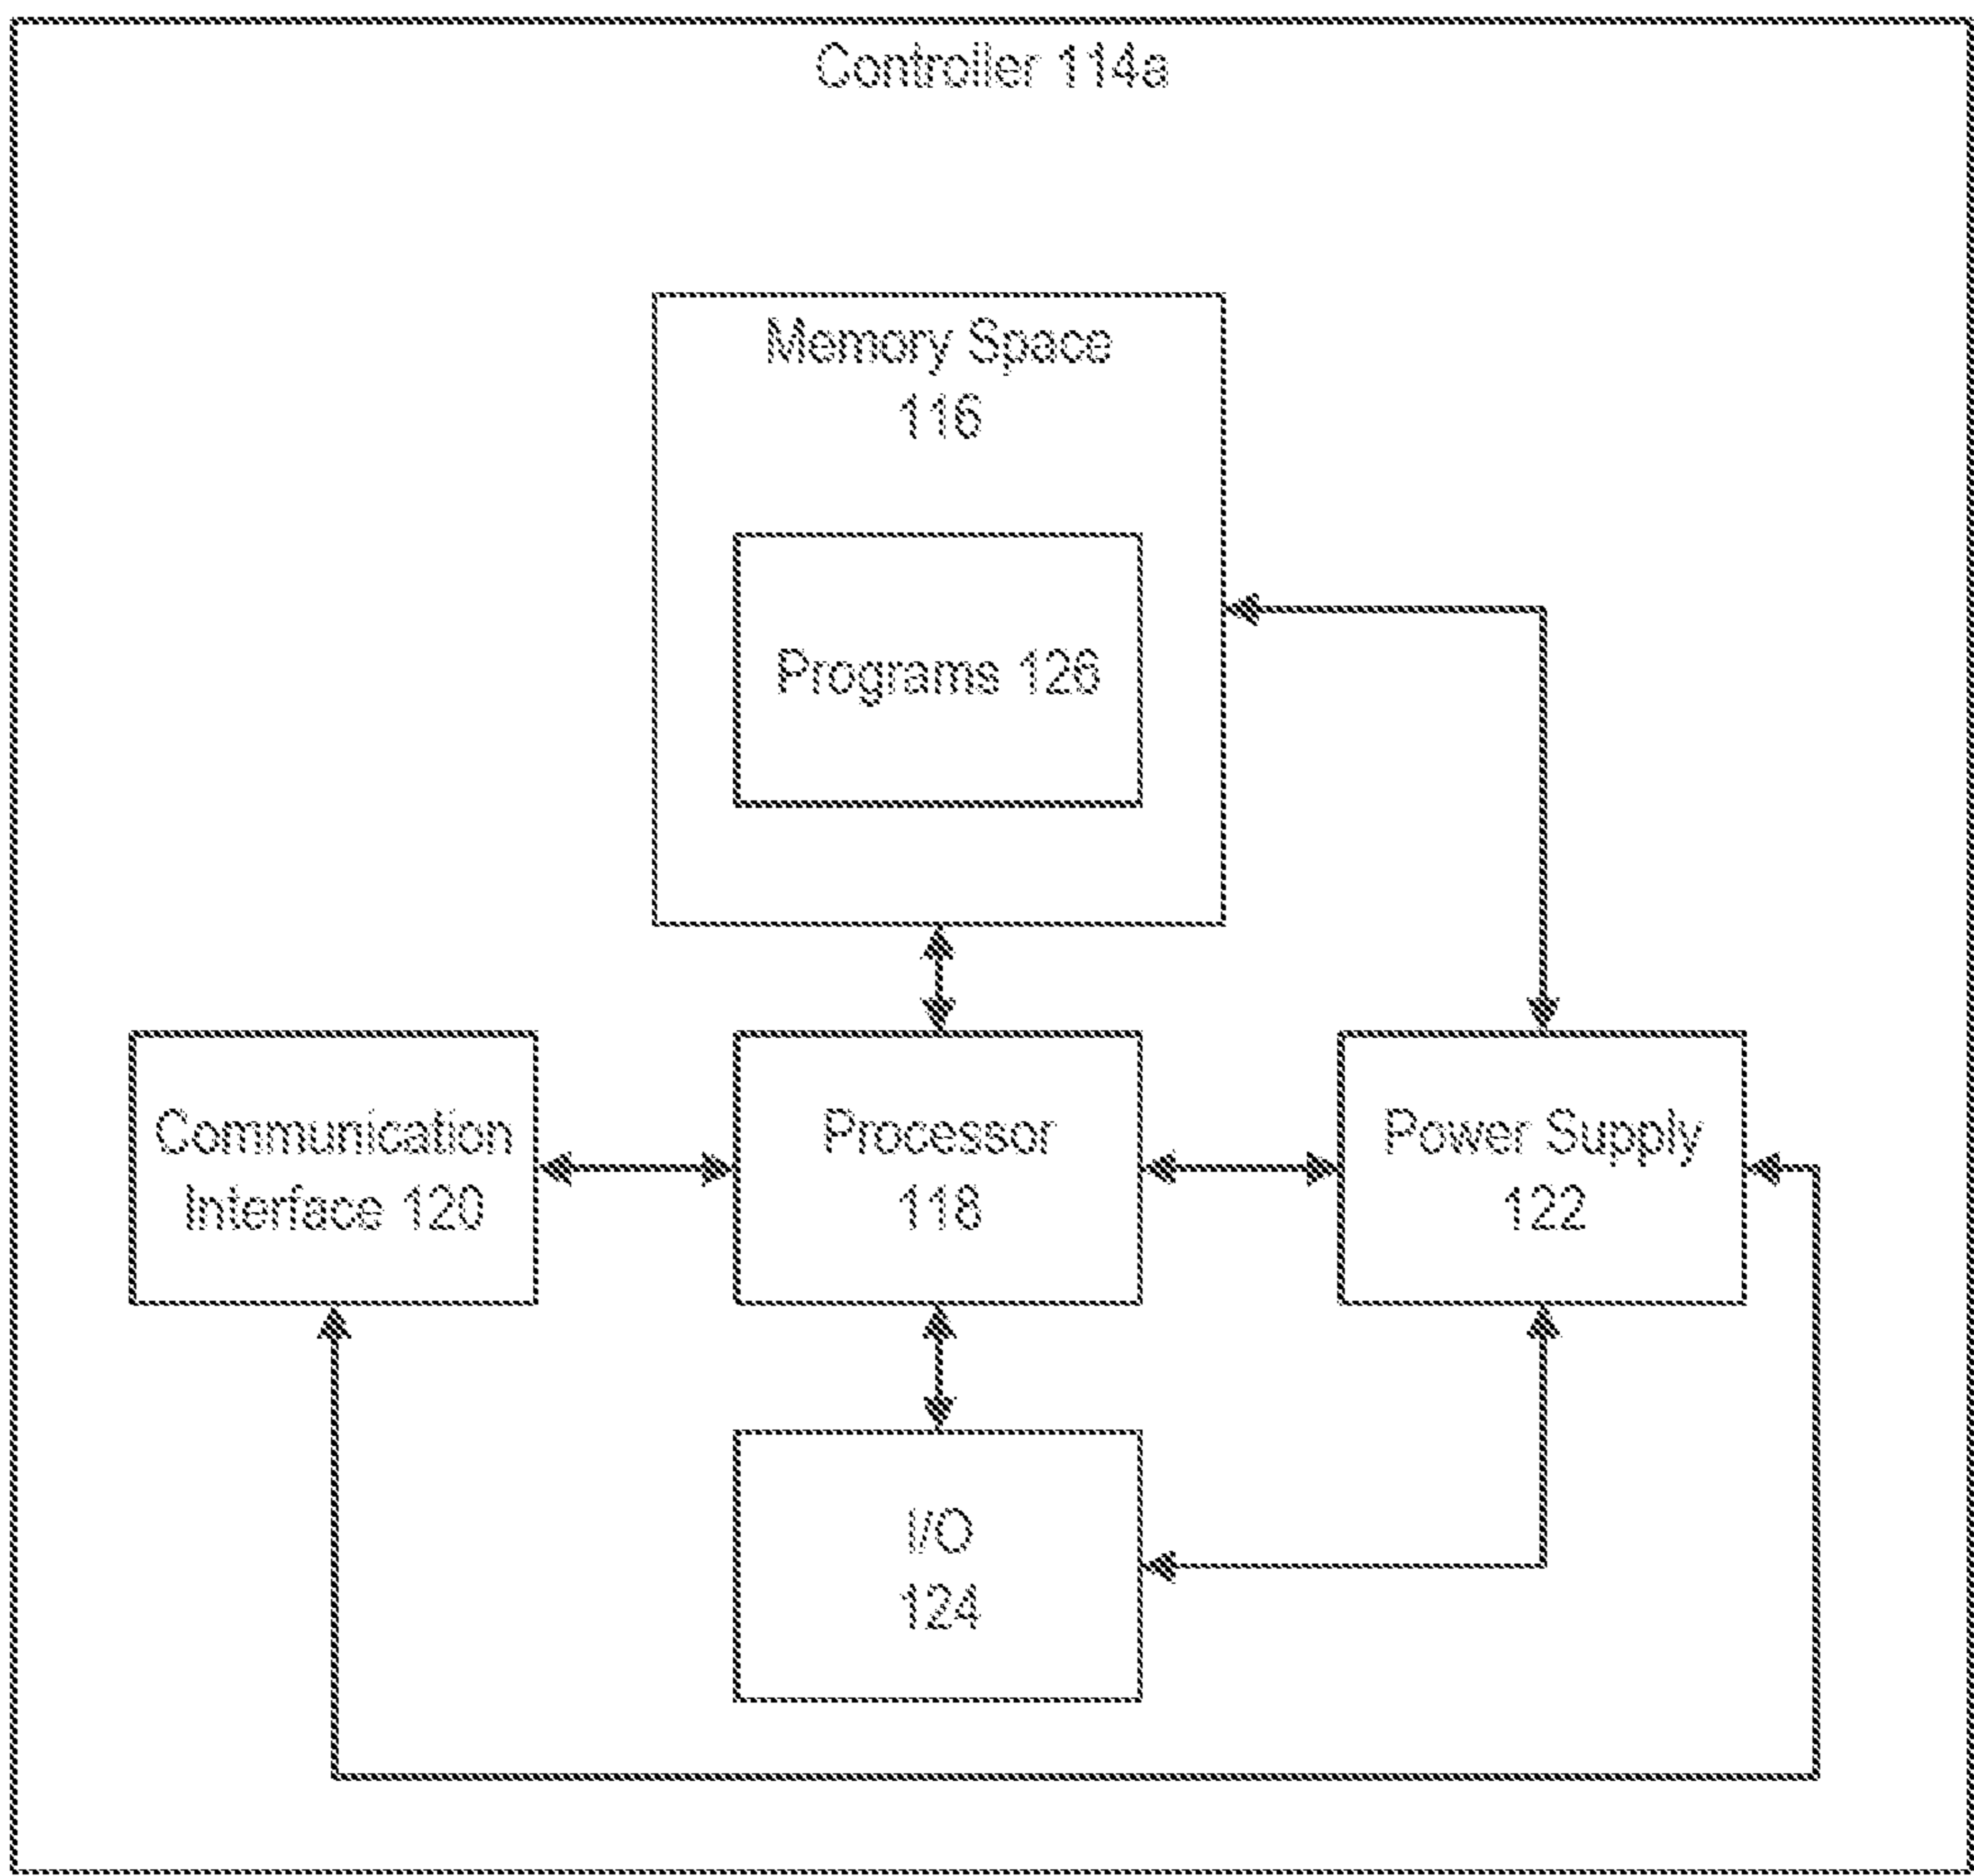 Controller 114a
Memory Space
116
Programs 126
Communication
Interface 120
Processor
118
Power Supply
122
I/O
124